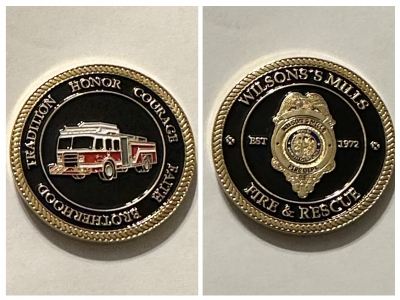 TRADITION HONOR COURAGE
FAITH
BROTHERHOOD
WILSONS'S MILLS
EST 1972
FIRE & RESCUE